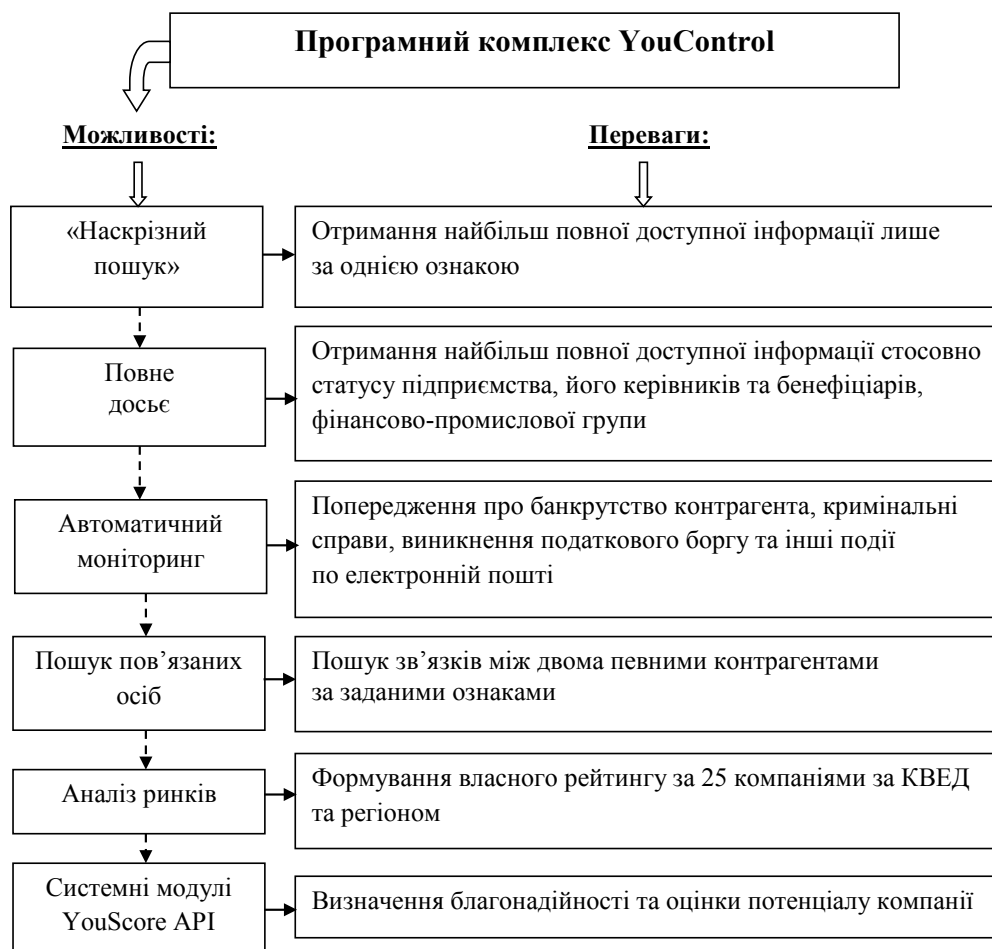 Програмний комплекс YouControl
Можливості:
Переваги:
«Наскрізний
пошук»
Отримання найбільш повної доступної інформації лише
за однією ознакою
Повне
досьє
Отримання найбільш повної доступної інформації стосовно
статусу підприємства, його керівників та бенефіціарів,
фінансово-промислової групи
Автоматичний
моніторинг
Попередження про банкрутство контрагента, кримінальні
справи, виникнення податкового боргу та інші події
по електронній пошті
Пошук пов’язаних
осіб
Пошук зв’язків між двома певними контрагентами
за заданими ознаками
Аналіз ринків
Формування власного рейтингу за 25 компаніями за КВЕД
та регіоном
Системні модулі
YouScore API
Визначення благонадійності та оцінки потенціалу компанії